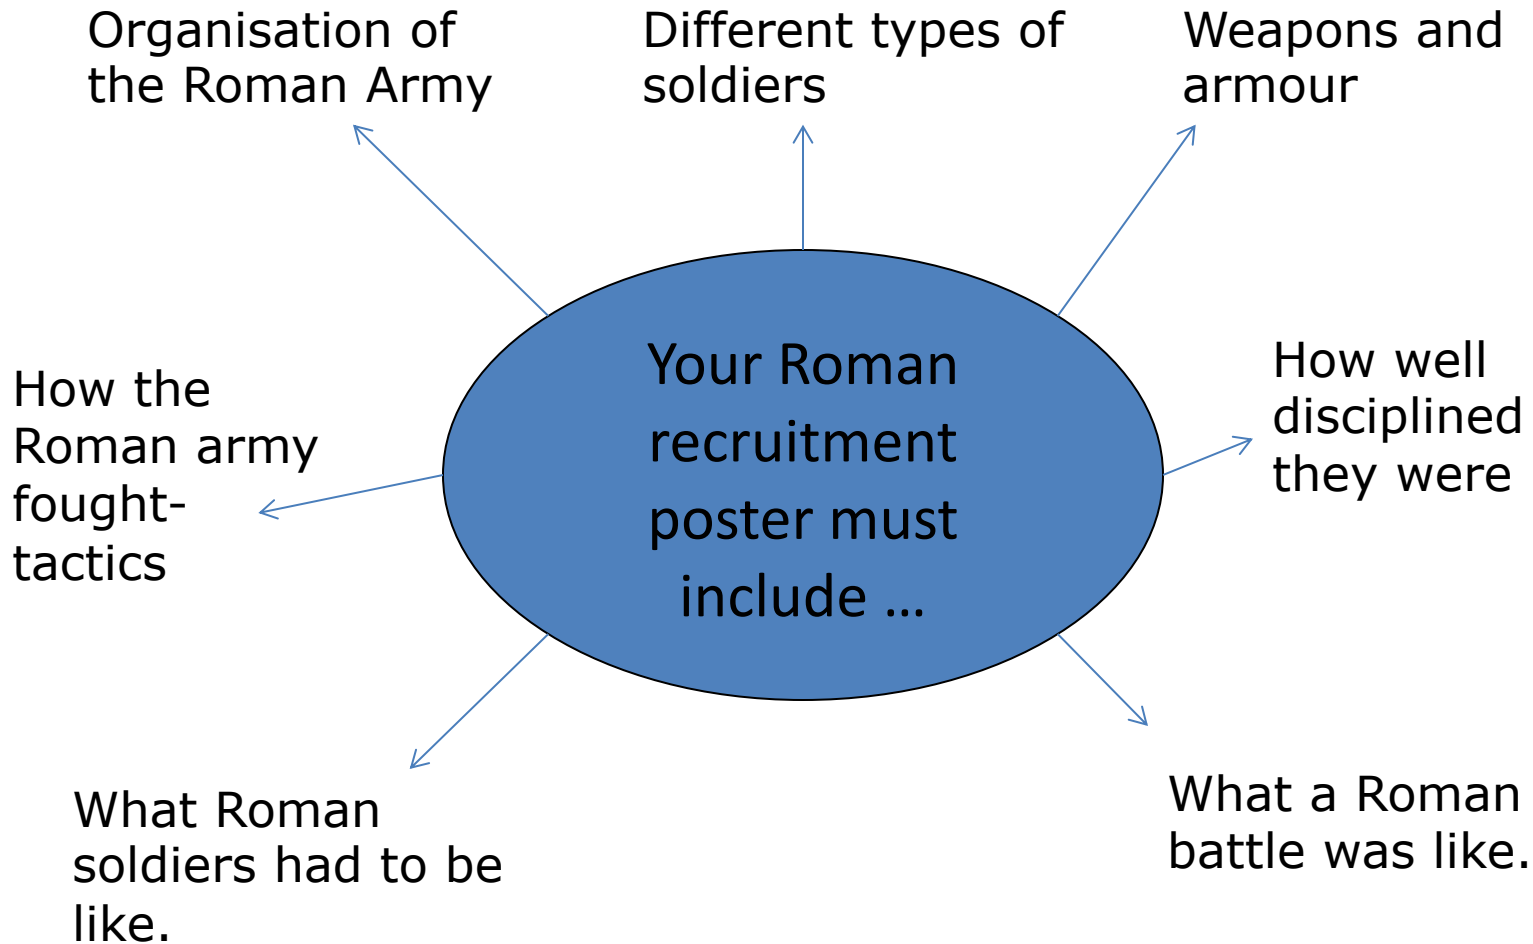 Organisation of
the Roman Army
Different types of
soldiers
Weapons and
armour
How the
Roman army
fought-
tactics
Your Roman
recruitment
poster must
include …
How well
disciplined
they were
What Roman
soldiers had to be
like.
What a Roman
battle was like.